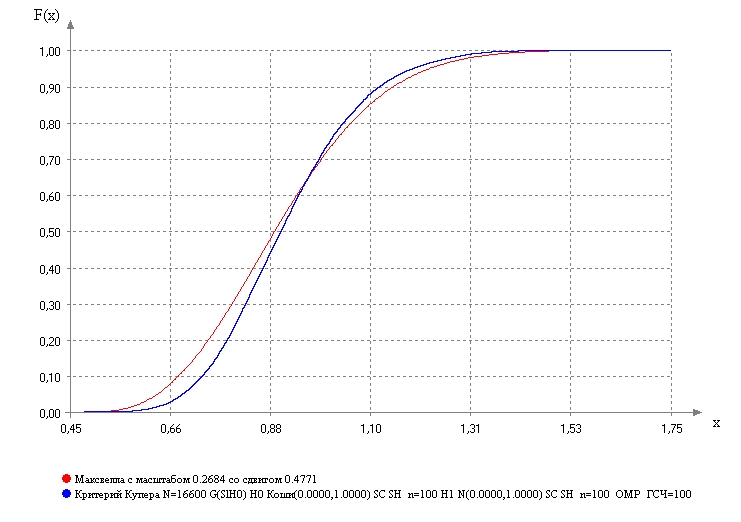 F(x)
1,00
0,90
0,80
0,70
0,60
0,50
0,40
0,30
0,20
0,10
0,00
0,45 0,66 0,88 1,10 1,31 1,53 1,75
x
Максвелла с масштабом 0.2684 со сдвигом 0.4771
Критерий Купера N=16600 G(S|H0) H0 Коши(0.0000,1.0000) SC SH n=100 H1 N(0.0000,1.0000) SC SH n=100 ОМР ГСЧ=100